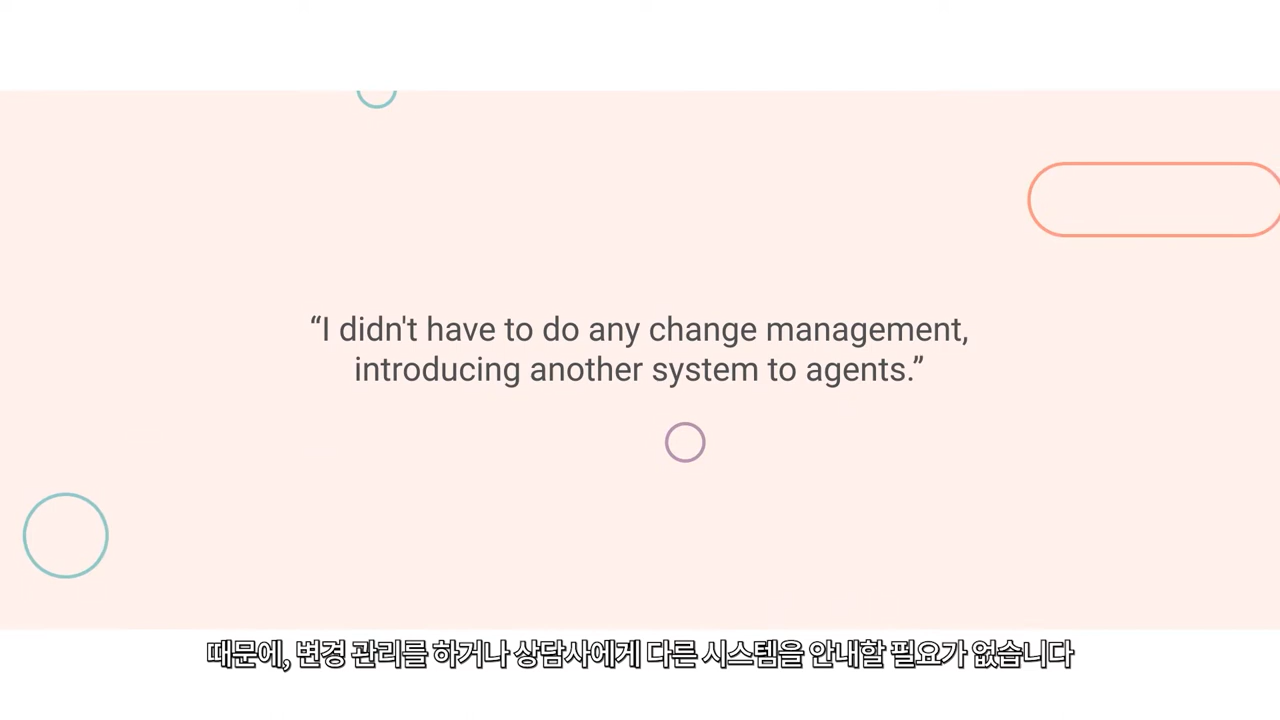 “I didn't have to do any change management,
introducing another system to agents.”
때문에, 변경 관리를 하거나 상담사에게 다른 시스템을 안내할 필요가 없습니다